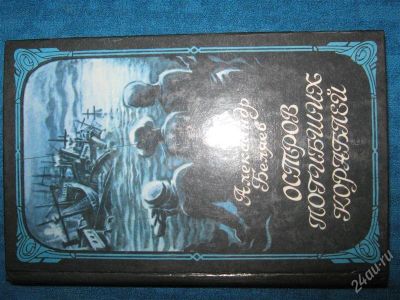 Александр
Беляев
ОСТРОВ
ПОГИБШИХ
КОРАБЛЕЙ
24au.ru